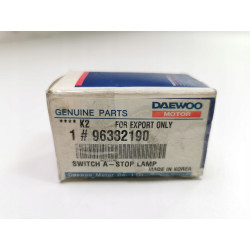 GENUINE PARTS
DAEWOO
MOTOR
**** K2 FOR EXPORT ONLY
1 # 96332190
SWITCH A-STOP LAMP
MADE IN KOREA